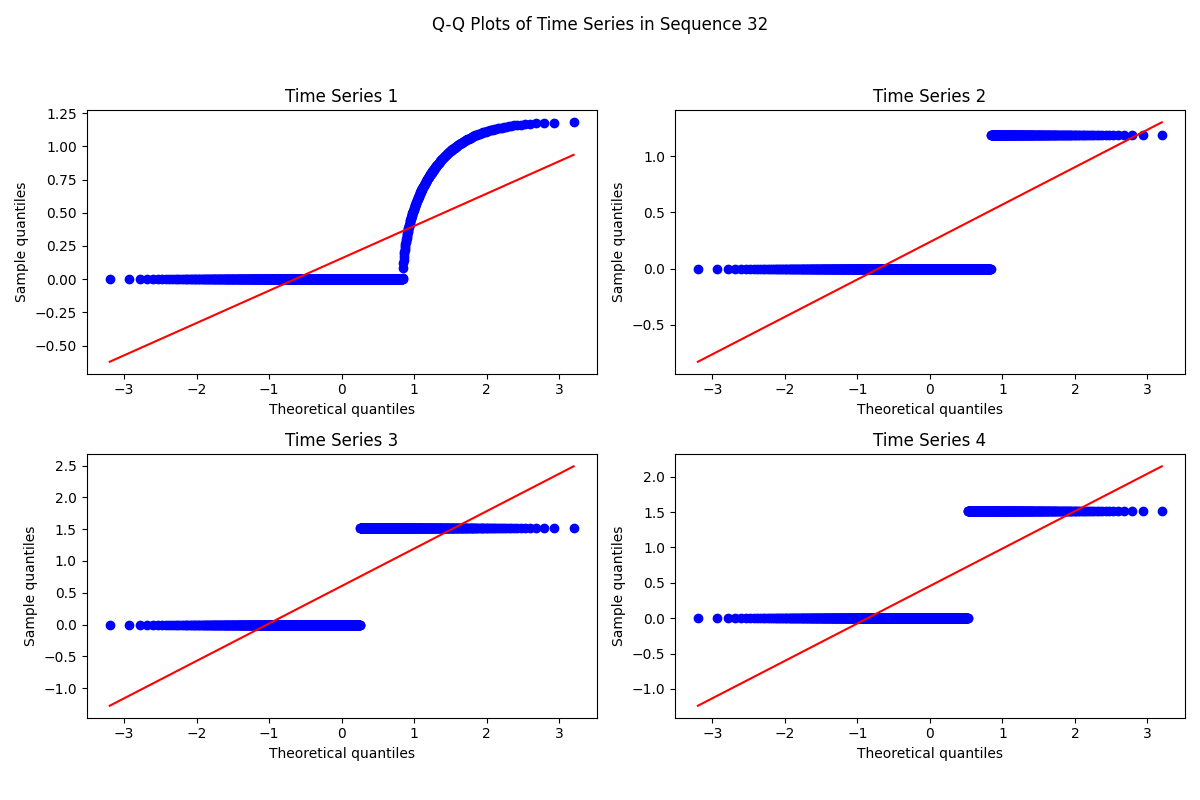 Q-Q Plots of Time Series in Sequence 32
Time Series 1
Sample quantiles
1.25
1.00
0.75
0.50
0.25
0.00
−0.25
−0.50
−3 −2 −1 0 1 2 3
Theoretical quantiles
Time Series 2
Sample quantiles
1.0
0.5
0.0
−0.5
−3 −2 −1 0 1 2 3
Theoretical quantiles
Time Series 3
Sample quantiles
2.5
2.0
1.5
1.0
0.5
0.0
−0.5
−1.0
−3 −2 −1 0 1 2 3
Theoretical quantiles
Time Series 4
Sample quantiles
2.0
1.5
1.0
0.5
0.0
−0.5
−1.0
−3 −2 −1 0 1 2 3
Theoretical quantiles